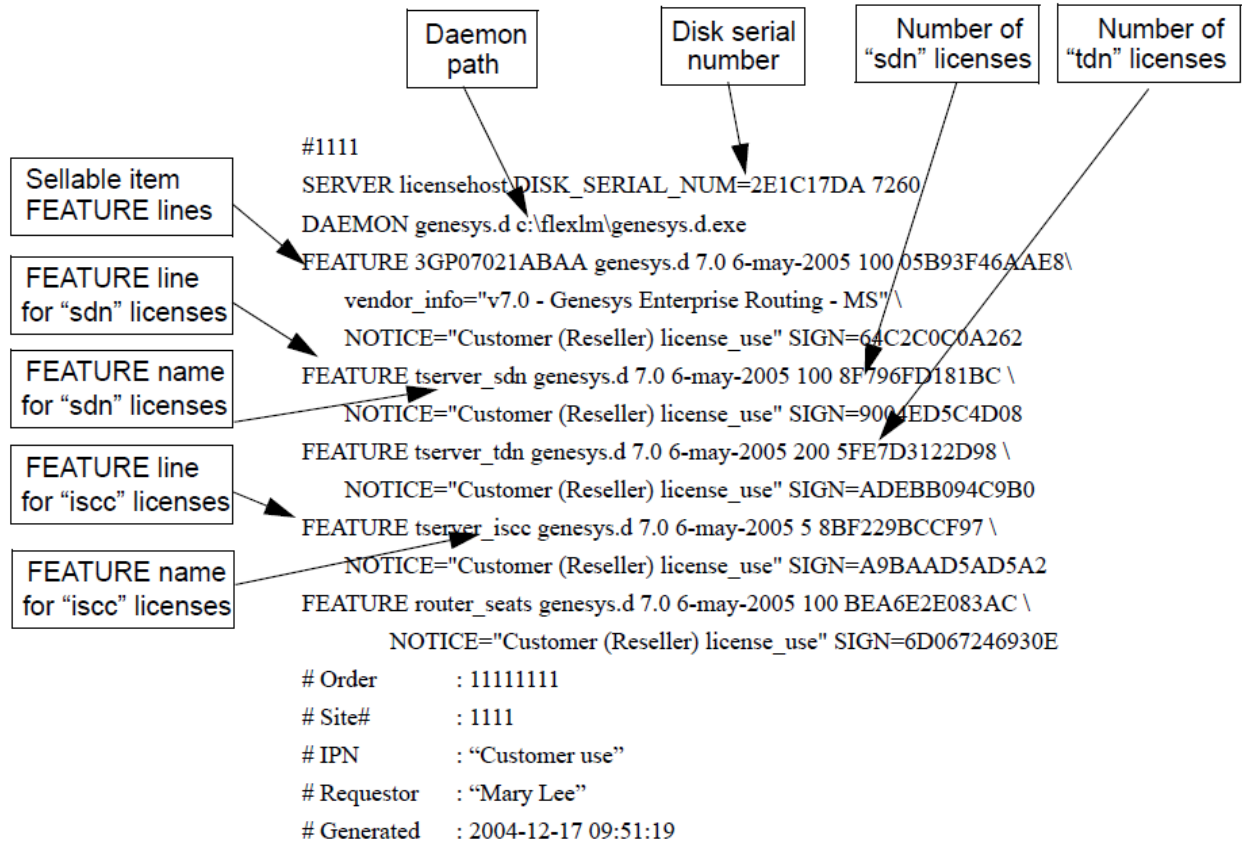 Daemon
path
Disk serial
number
Number of
“sdn” licenses
Number of
“tdn” licenses
Sellable item
FEATURE lines
FEATURE line
for “sdn” licenses
FEATURE name
for “sdn” licenses
FEATURE line
for “iscc” licenses
FEATURE name
for “iscc” licenses
#1111
SERVER licensehost DISK_SERIAL_NUM=2E1C17DA 7260
DAEMON genesys.d c:\flexlm\genesys.d.exe
FEATURE 3GP07021ABAA genesys.d 7.0 6-may-2005 100 05B93F46AAE8\
vendor_info="v7.0 - Genesys Enterprise Routing - MS" \
NOTICE="Customer (Reseller) license_use" SIGN=64C2C0C0A262
FEATURE tserver_sdn genesys.d 7.0 6-may-2005 100 8F796FD181BC \
NOTICE="Customer (Reseller) license_use" SIGN=9004ED5C4D08
FEATURE tserver_tdn genesys.d 7.0 6-may-2005 200 5FE7D3122D98 \
NOTICE="Customer (Reseller) license_use" SIGN=ADEBB094C9B0
FEATURE tserver_iscc genesys.d 7.0 6-may-2005 5 8BF229BCCF97 \
NOTICE="Customer (Reseller) license_use" SIGN=A9BAAD5AD5A2
FEATURE router_seats genesys.d 7.0 6-may-2005 100 BEA6E2E083AC \
NOTICE="Customer (Reseller) license_use" SIGN=6D067246930E
# Order : 11111111
# Site# : 1111
# IPN : “Customer use”
# Requestor : “Mary Lee”
# Generated : 2004-12-17 09:51:19